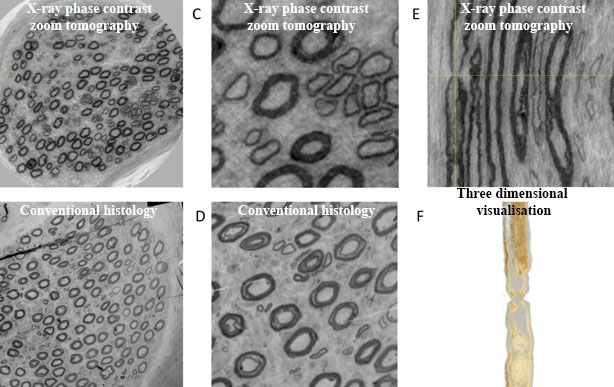 X-ray phase contrast
zoom tomography
C
X-ray phase contrast
zoom tomography
E
X-ray phase contrast
zoom tomography
Conventional histology
D
Conventional histology
Three dimensional
visualisation
F